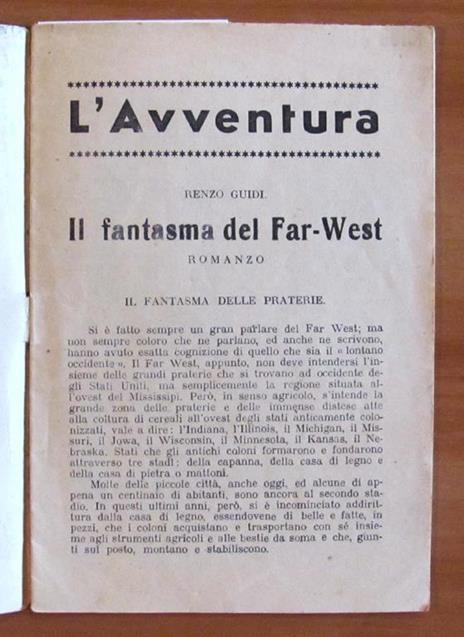 ************************************
L'Avventura
************************************
RENZO GUIDI.
Il fantasma del Far-West
ROMANZO
IL FANTASMA DELLE PRATERIE.
Si è fatto sempre un gran parlare del Far West; ma
non sempre coloro che ne parlano, ed anche ne scrivono,
hanno avuto esatta cognizione di quello che sia il « lontano
occidente ». Il Far West, appunto, non deve intendersi l'in-
sieme delle grandi praterie che si trovano ad occidente de-
gli Stati Uniti, ma semplicemente la regione situata al-
l'ovest del Missisipi. Però, in senso agricolo, s'intende la
grande zona delle praterie e delle immense distese atte
alla coltura di cereali all'ovest degli stati anticamente colo-
nizzati, vale a dire: l'Indiana, l'Illinois, il Michigan, il Mis-
suri, il Jowa, il Wisconsin, il Minnesota, il Kansas, il Ne-
braska. Stati che gli antichi coloni formarono e fondarono
attraverso tre stadi: della capanna, della casa di legno e
della casa di pietra o mattoni.
Molte delle piccole città, anche oggi, ed alcune di ap-
pena un centinaio di abitanti, sono ancora al secondo sta-
dio. In questi ultimi anni, però, si è incominciato addirit-
tura dalla casa di legno, essendovene di belle e fatte, in
pezzi, che i coloni acquistano e trasportano con sé insie-
me agli strumenti agricoli e alle bestie da soma e che, giun-
ti sul posto, montano e stabiliscono.